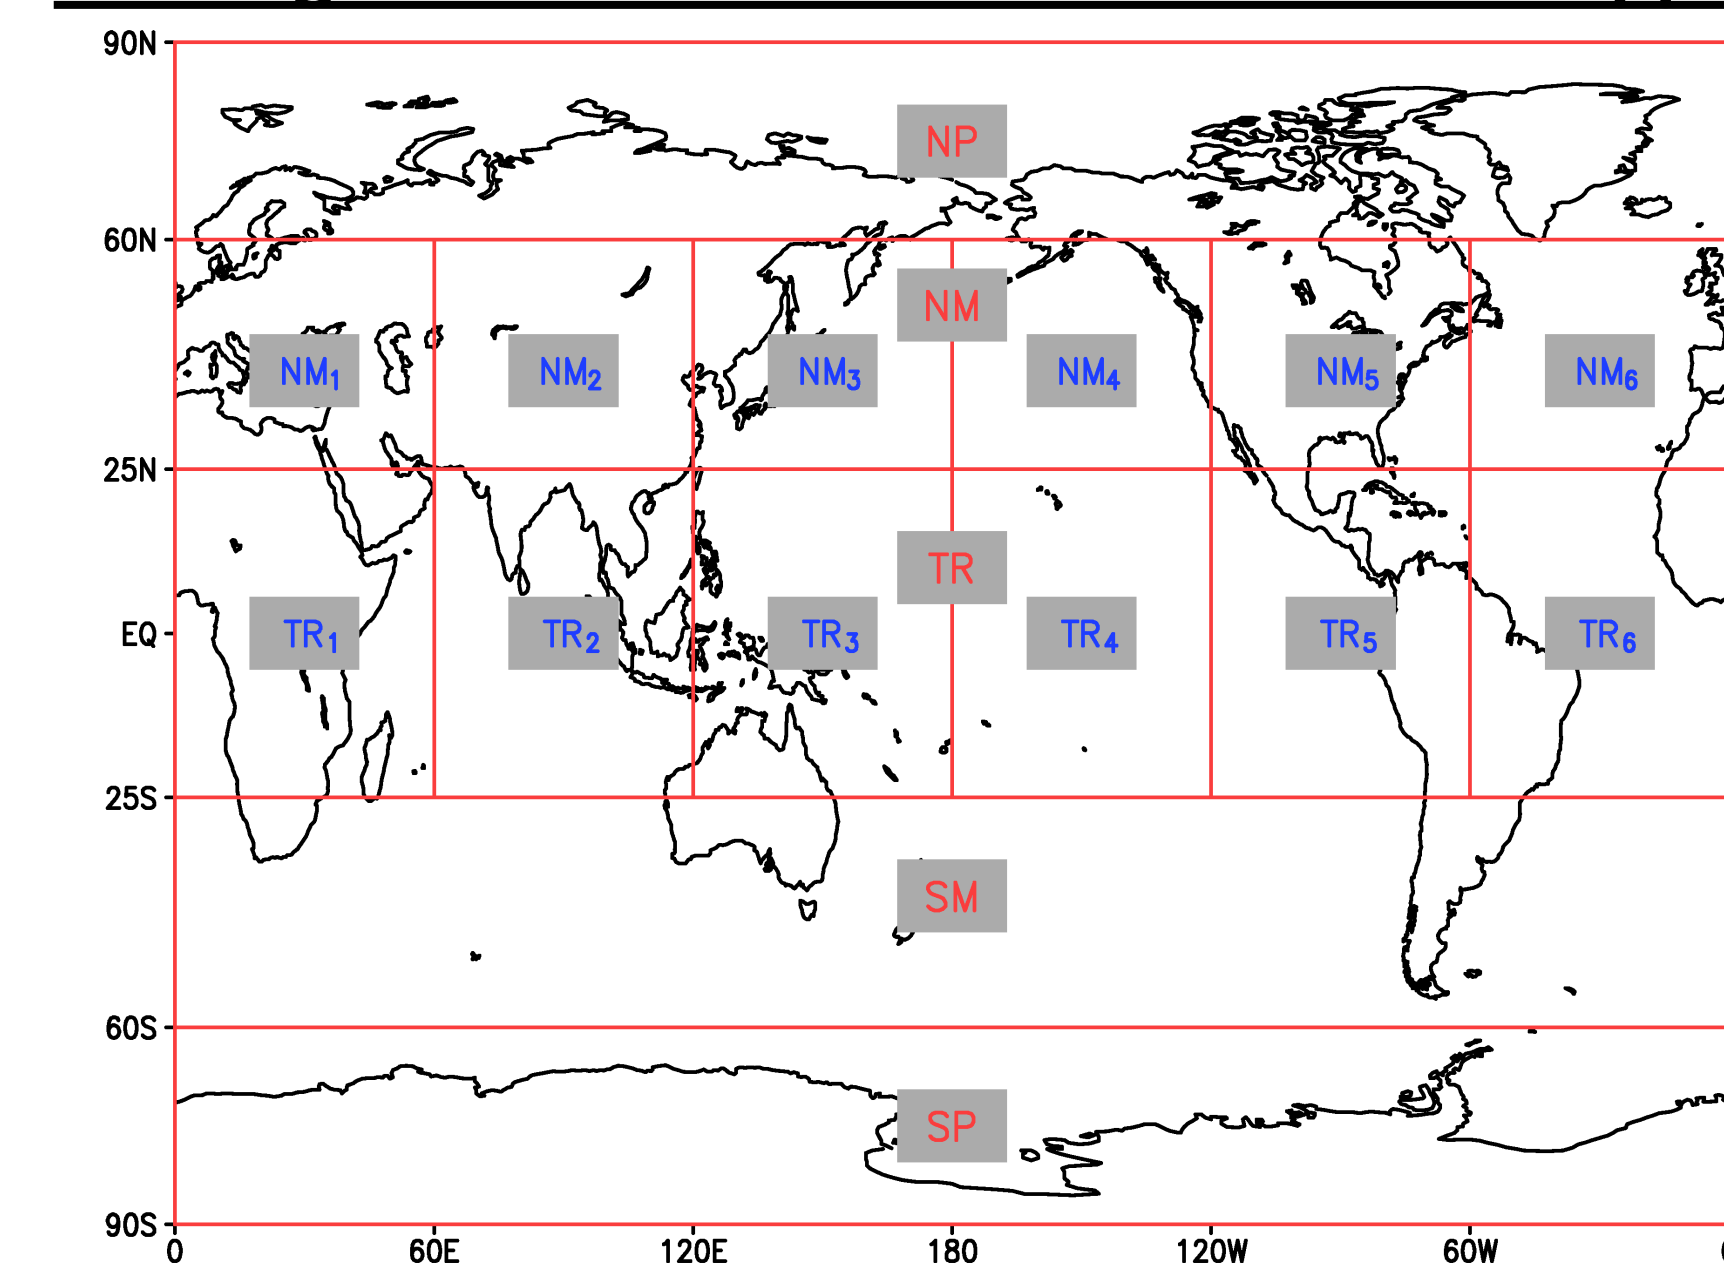 90N
NP
60N
NM
NM1 NM2 NM3 NM4 NM5 NM6
25N
TR
EQ TR1 TR2 TR3 TR4 TR5 TR6
25S
SM
60S
SP
90S
0 60E 120E 180 120W 60W